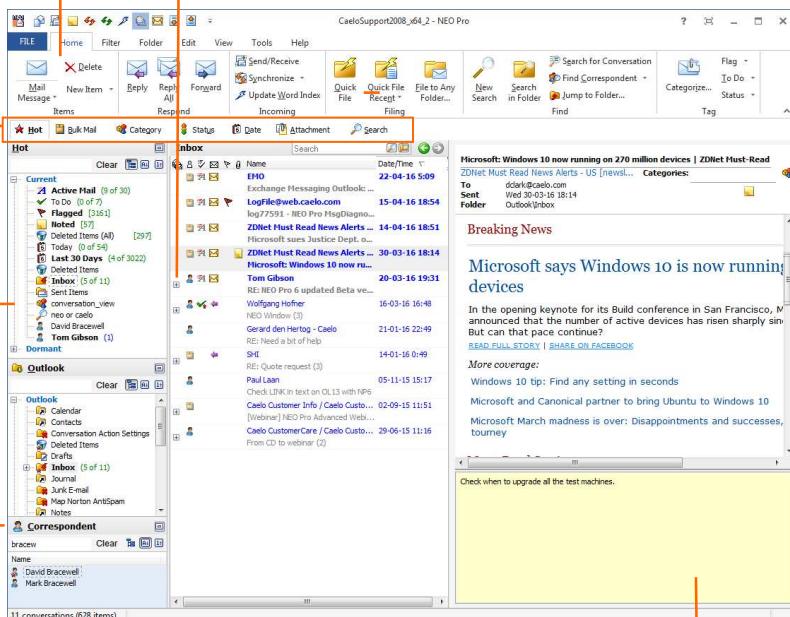 CaeloSupport2008_x64_2 - NEO Pro
FILE Home Filter Folder Edit View Tools Help
Mail Message
Delete
New Item
Items
Reply
Reply All
Forward
Respond
Send/Receive
Synchronize
Update Word Index
Incoming
Quick File
Quick File Recent
File to Any Folder...
Filing
New Search
Search in Folder
Search for Conversation
Find Correspondent
Jump to Folder...
Find
Categorize...
Flag
To Do
Status
Tag
Hot Bulk Mail Category Status Date Attachment Search
Hot
Clear
Current
Active Mail (9 of 30)
To Do (0 of 7)
Flagged [3161]
Noted [57]
Deleted Items (All) [297]
Today (0 of 54)
Last 30 Days (4 of 3022)
Deleted Items
Inbox (5 of 11)
Sent Items
conversation_view
neo or caelo
David Bracewell
Tom Gibson (1)
Dormant
Outlook
Clear
Outlook
Calendar
Contacts
Conversation Action Settings
Deleted Items
Drafts
Inbox (5 of 11)
Journal
Junk E-mail
Map Norton AntiSpam
Notes
Correspondent
bracew Clear
Name
David Bracewell
Mark Bracewell
11 conversations (628 items)
Inbox
Search
Name Date/Time
EMO 22-04-16 5:09
Exchange Messaging Outlook: ...
LogFile@web.caelo.com 15-04-16 18:54
log77591 - NEO Pro MsgDiagno...
ZDNet Must Read News Alerts ... 14-04-16 18:51
Microsoft sues Justice Dept. o...
ZDNet Must Read News Alerts ... 30-03-16 18:14
Microsoft: Windows 10 now ru...
Tom Gibson 20-03-16 19:31
RE: NEO Pro 6 updated Beta ve...
Wolfgang Hofner 16-03-16 16:48
NEO Window (3)
Gerard den Hertog - Caelo 21-01-16 22:49
RE: Need a bit of help
SHI 14-01-16 0:49
RE: Quote request (3)
Paul Laan 05-11-15 15:17
Check LINK in text on OL13 with NP6
Caelo Customer Info / Caelo Custo... 02-09-15 11:51
[Webinar] NEO Pro Advanced Webi...
Caelo CustomerCare / Caelo Custo... 29-06-15 11:16
From CD to webinar (2)
Microsoft: Windows 10 now running on 270 million devices | ZDNet Must-Read
ZDNet Must Read News Alerts - US [newsl... Categories:
To ddark@caelo.com
Sent Wed 30-03-16 18:14
Folder Outlook\Inbox
Breaking News
Microsoft says Windows 10 is now running
devices
In the opening keynote for its Build conference in San Francisco, M
announced that the number of active devices has risen sharply sin
But can that pace continue?
READ FULL STORY | SHARE ON FACEBOOK
More coverage:
Windows 10 tip: Find any setting in seconds
Microsoft and Canonical partner to bring Ubuntu to Windows 10
Microsoft March madness is over: Disappointments and successes,
tourney
Check when to upgrade all the test machines.